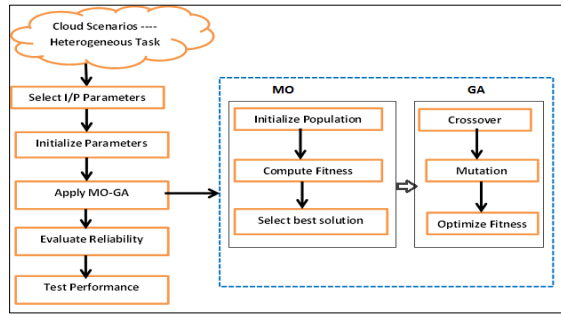 Cloud Scenarios ----
Heterogeneous Task
Select I/P Parameters
Initialize Parameters
Apply MO-GA
Evaluate Reliability
Test Performance
MO
Initialize Population
Compute Fitness
Select best solution
GA
Crossover
Mutation
Optimize Fitness